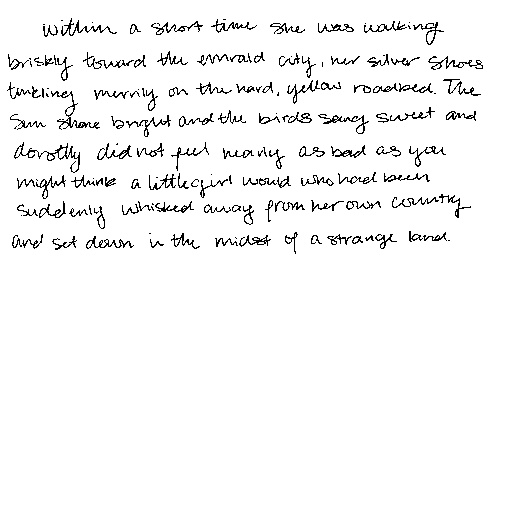 within a short time she was walking
briskly toward the emrald city, her silver shoes
tinkling merrily on the hard, yellow roadbed. The
Sun shone bright and the birds sang sweet and
dorothy did not feel nearly as bad as you
might think a little girl would who had been
suddenly whisked away from her own country
and set down in the midst of a strange land.